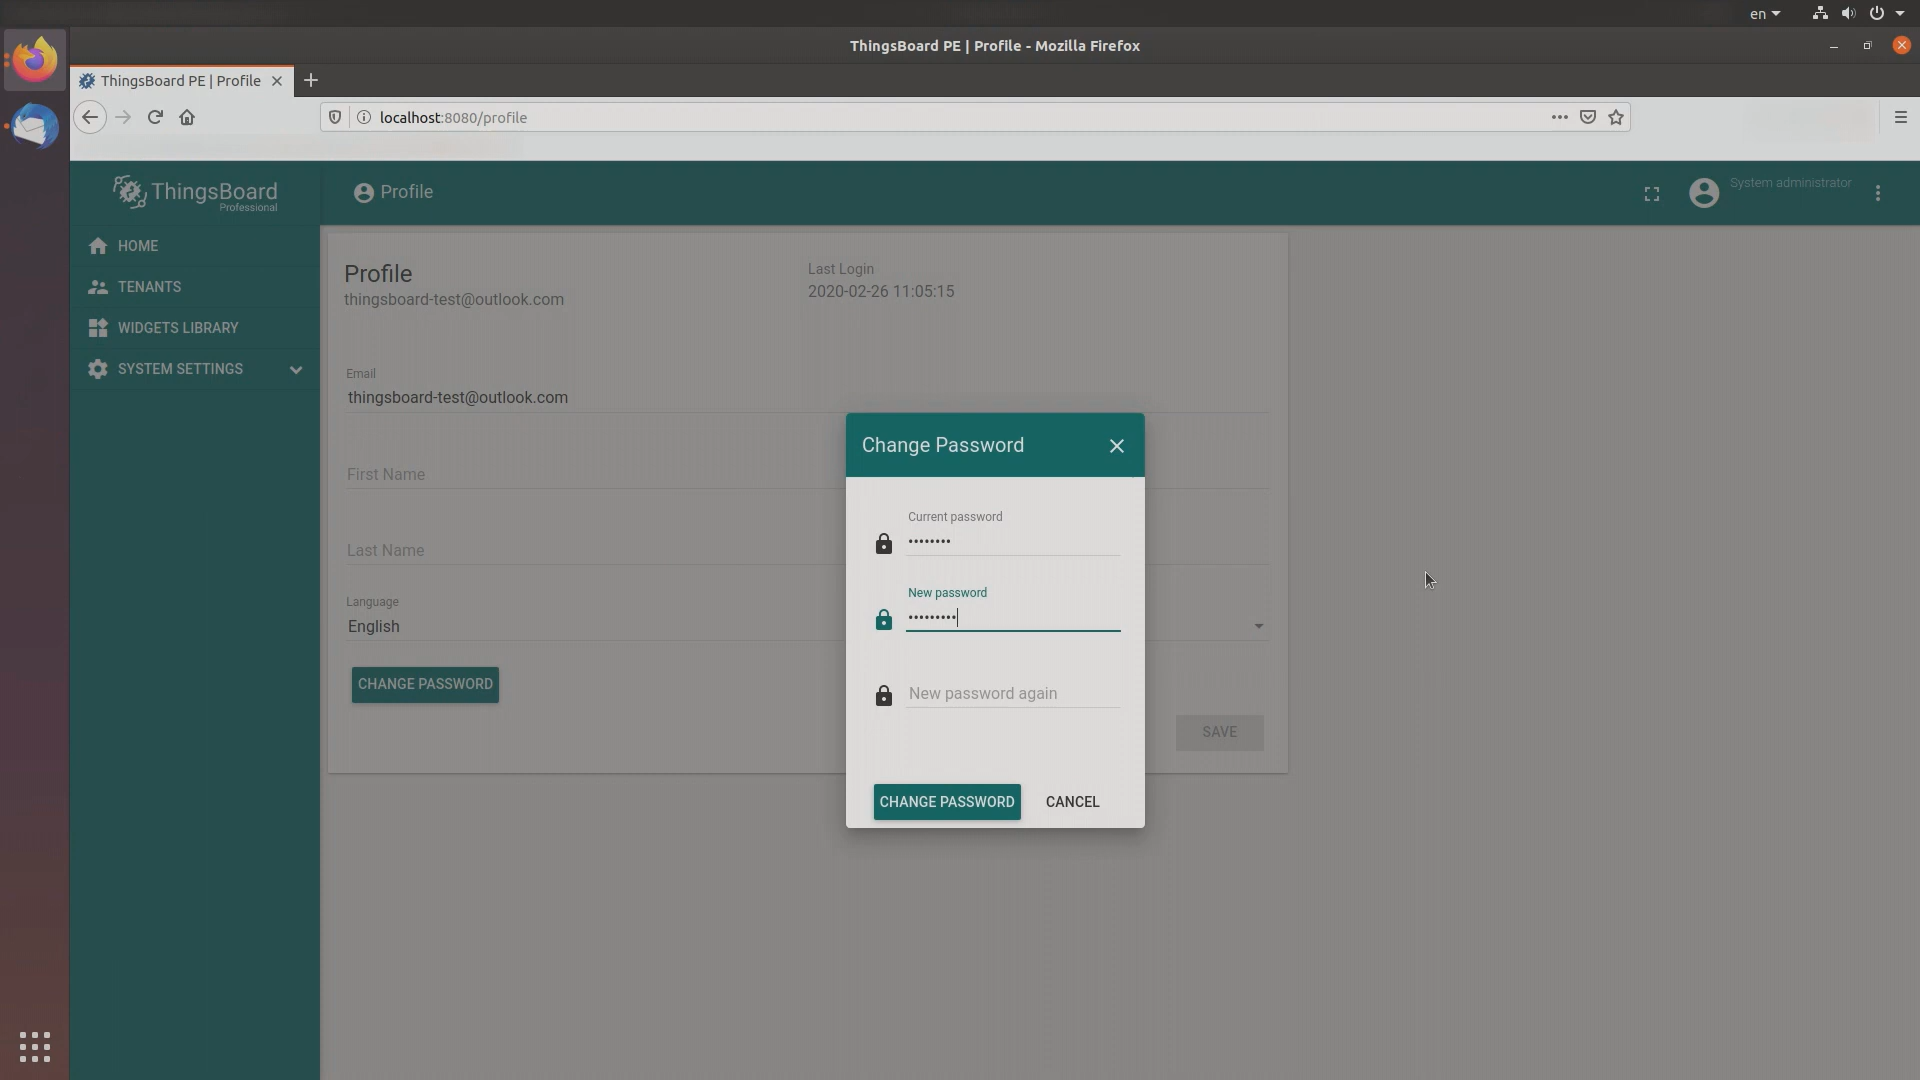 en
ThingsBoard PE | Profile - Mozilla Firefox
ThingsBoard PE | Profile
localhost:8080/profile
ThingsBoard
Professional
Profile
System administrator
HOME
TENANTS
WIDGETS LIBRARY
SYSTEM SETTINGS
Profile
thingsboard-test@outlook.com
Last Login
2020-02-26 11:05:15
Email
thingsboard-test@outlook.com
First Name
Last Name
Language
English
CHANGE PASSWORD
SAVE
Change Password
Current password
••••••••
New password
•••••••••
New password again
CHANGE PASSWORD
CANCEL